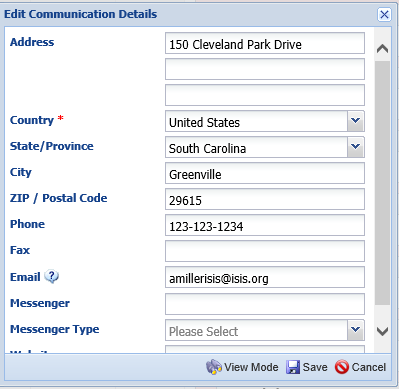 Edit Communication Details
Address 150 Cleveland Park Drive
Country * United States
State/Province South Carolina
City Greenville
ZIP / Postal Code 29615
Phone 123-123-1234
Fax
Email ? amillerisis@isis.org
Messenger
Messenger Type Please Select
View Mode Save Cancel